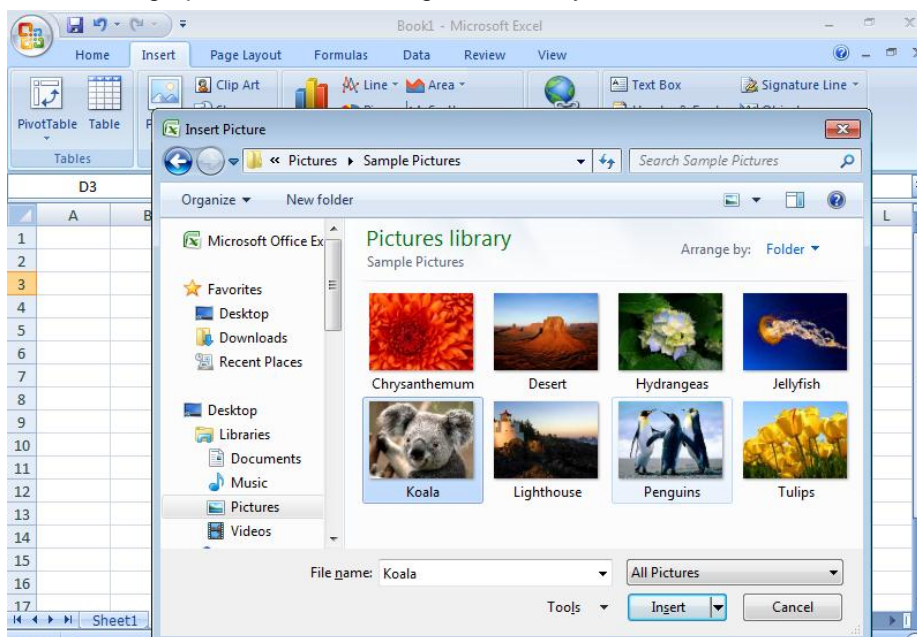 Book1 - Microsoft Excel
Home Insert Page Layout Formulas Data Review View
PivotTable Table Clip Art Line Area Text Box Signature Line
Tables
Insert Picture
« Pictures Sample Pictures Search Sample Pictures
D3
Organize New folder
A L
Microsoft Office Ex
Pictures library
Sample Pictures
Arrange by: Folder
Favorites
Desktop
Downloads
Recent Places
Desktop
Libraries
Documents
Music
Pictures
Videos
Chrysanthemum Desert Hydrangeas Jellyfish
Koala Lighthouse Penguins Tulips
1
2
3
4
5
6
7
8
9
10
11
12
13
14
15
16
17
File name: Koala All Pictures
Tools Insert Cancel
Sheet1